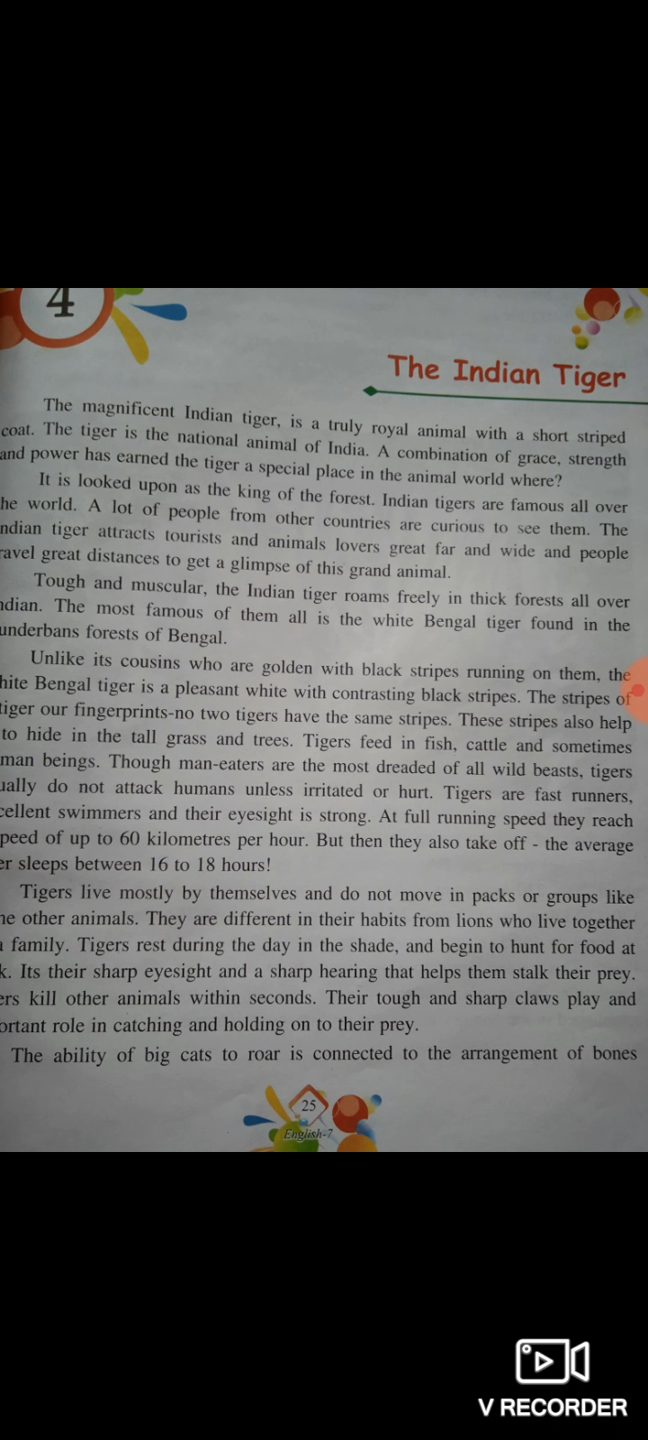 4
The Indian Tiger
The magnificent Indian tiger, is a truly royal animal with a short striped
coat. The tiger is the national animal of India. A combination of grace, strength
and power has earned the tiger a special place in the animal world where?
It is looked upon as the king of the forest. Indian tigers are famous all over
he world. A lot of people from other countries are curious to see them. The
ndian tiger attracts tourists and animals lovers great far and wide and people
ravel great distances to get a glimpse of this grand animal.
Tough and muscular, the Indian tiger roams freely in thick forests all over
ndian. The most famous of them all is the white Bengal tiger found in the
underbans forests of Bengal.
Unlike its cousins who are golden with black stripes running on them, the
hite Bengal tiger is a pleasant white with contrasting black stripes. The stripes of
tiger our fingerprints-no two tigers have the same stripes. These stripes also help
to hide in the tall grass and trees. Tigers feed in fish, cattle and sometimes
man beings. Though man-eaters are the most dreaded of all wild beasts, tigers
ually do not attack humans unless irritated or hurt. Tigers are fast runners,
cellent swimmers and their eyesight is strong. At full running speed they reach
peed of up to 60 kilometres per hour. But then they also take off - the average
er sleeps between 16 to 18 hours!
Tigers live mostly by themselves and do not move in packs or groups like
ne other animals. They are different in their habits from lions who live together
a family. Tigers rest during the day in the shade, and begin to hunt for food at
k. Its their sharp eyesight and a sharp hearing that helps them stalk their prey.
ers kill other animals within seconds. Their tough and sharp claws play and
ortant role in catching and holding on to their prey.
The ability of big cats to roar is connected to the arrangement of bones
25
English-7
V RECORDER